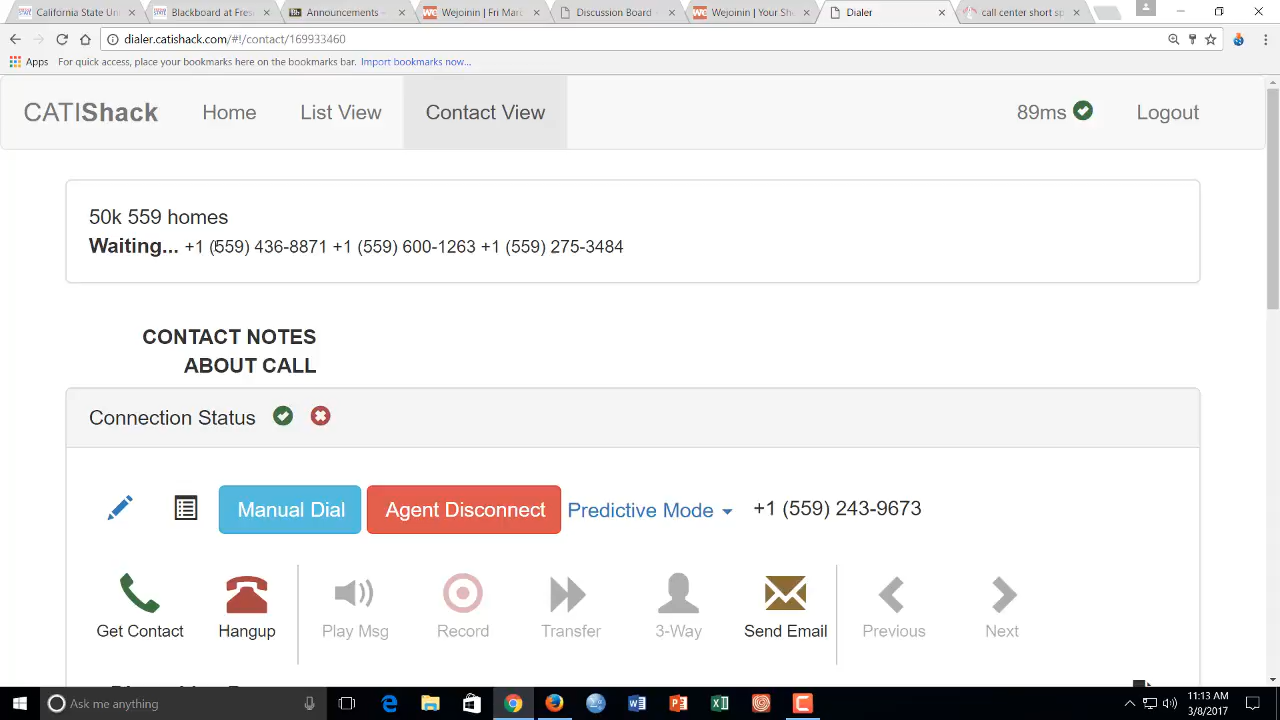 California State Uni
Blackboard at Fres
Announcements –
Wejoinin | Fri Marc
Discussion Board –
Wejoinin | Your She
Dialer
call center short sp
dialer.catishack.com/#!/contact/169933460
Apps For quick access, place your bookmarks here on the bookmarks bar. Import bookmarks now...
CATIShack Home List View Contact View 89ms Logout
50k 559 homes
Waiting... +1 (559) 436-8871 +1 (559) 600-1263 +1 (559) 275-3484
CONTACT NOTES
ABOUT CALL
Connection Status
Manual Dial Agent Disconnect Predictive Mode +1 (559) 243-9673
Get Contact Hangup Play Msg Record Transfer 3-Way Send Email Previous Next
Ask me anything
11:13 AM
3/8/2017